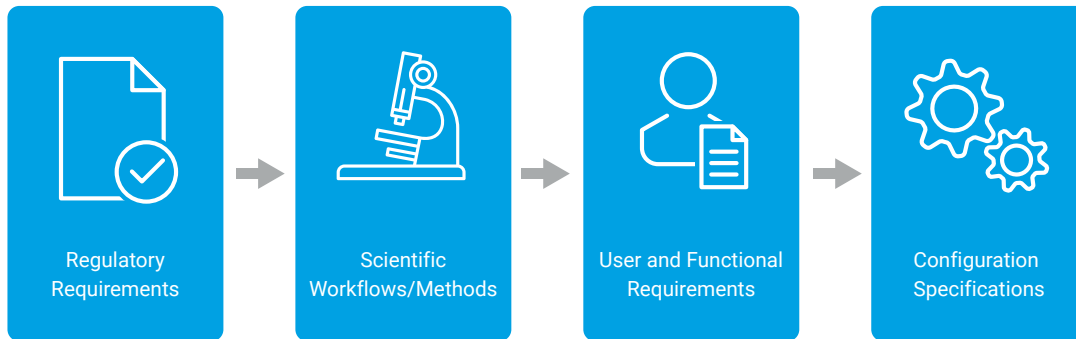 Regulatory
Requirements
Scientific
Workflows/Methods
User and Functional
Requirements
Configuration
Specifications